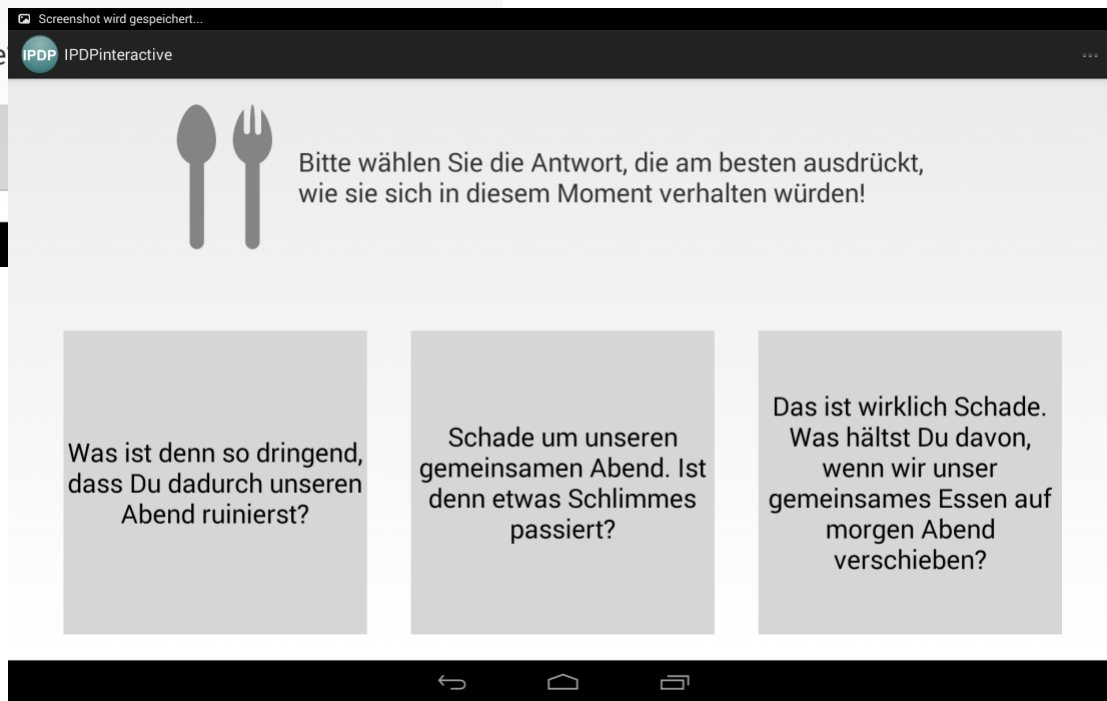 Screenshot wird gespeichert...
IPDP IPDPinteractive
Bitte wählen Sie die Antwort, die am besten ausdrückt,
wie sie sich in diesem Moment verhalten würden!
Was ist denn so dringend,
dass Du dadurch unseren
Abend ruinierst?
Schade um unseren
gemeinsamen Abend. Ist
denn etwas Schlimmes
passiert?
Das ist wirklich Schade.
Was hältst Du davon,
wenn wir unser
gemeinsames Essen auf
morgen Abend
verschieben?